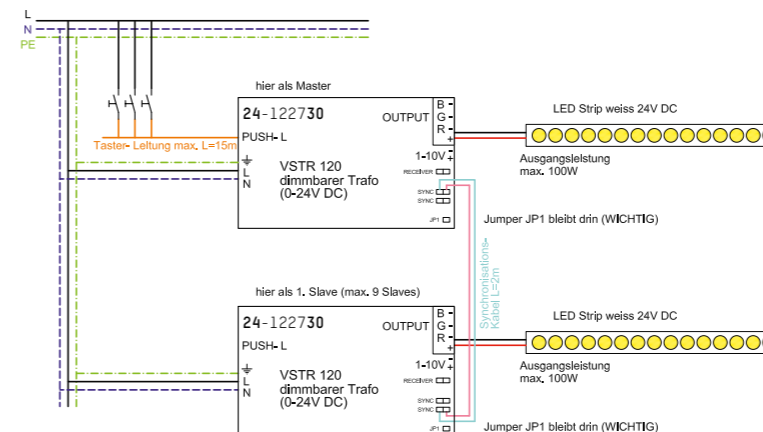 L
N
PE
hier als Master
24-122730
OUTPUT
B -
G -
R -
+
PUSH- L
Taster- Leitung max. L=15m
1-10V -
+
L
N
VSTR 120
dimmbarer Trafo
(0-24V DC)
RECEIVER
SYNC
SYNC
JP1
LED Strip weiss 24V DC
Ausgangsleistung
max. 100W
Jumper JP1 bleibt drin (WICHTIG)
Synchronisations-
Kabel L=2m
hier als 1. Slave (max. 9 Slaves)
24-122730
OUTPUT
B -
G -
R -
+
PUSH- L
1-10V -
+
L
N
VSTR 120
dimmbarer Trafo
(0-24V DC)
RECEIVER
SYNC
SYNC
JP1
LED Strip weiss 24V DC
Ausgangsleistung
max. 100W
Jumper JP1 bleibt drin (WICHTIG)